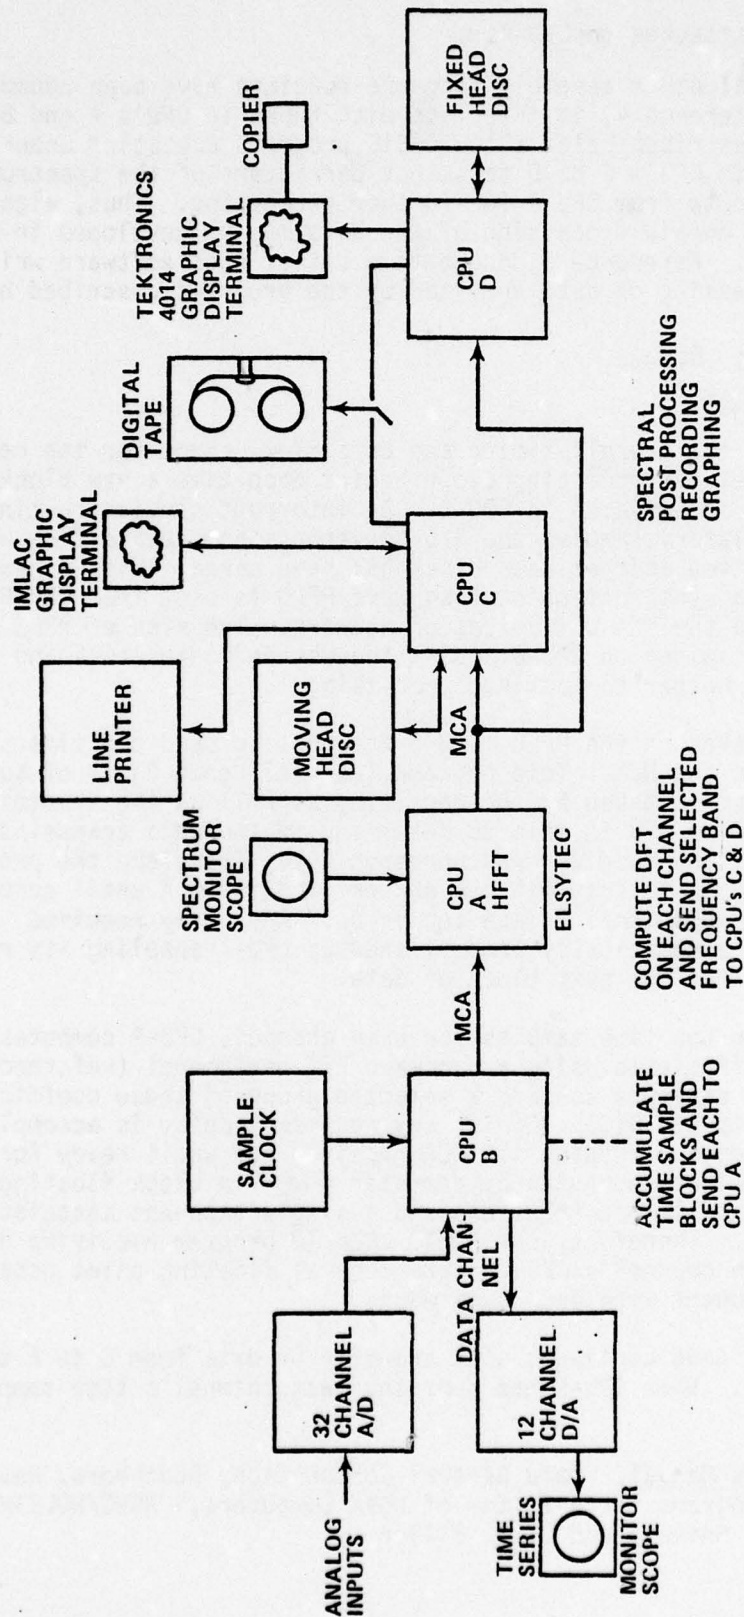 ANALOG
INPUTS
32
CHANNEL
A/D
TIME
SERIES
MONITOR
SCOPE
12
CHANNEL
D/A
DATA CHAN-
NEL
SAMPLE
CLOCK
CPU
B
ACCUMULATE
TIME SAMPLE
BLOCKS AND
SEND EACH TO
CPU A
MCA
SPECTRUM
MONITOR
SCOPE
CPU
A
HFFT
ELSYTEC
COMPUTE DFT
ON EACH CHANNEL
AND SEND SELECTED
FREQUENCY BAND
TO CPU's C & D
LINE
PRINTER
MOVING
HEAD
DISC
MCA
IMLAC
GRAPHIC
DISPLAY
TERMINAL
CPU
C
DIGITAL
TAPE
TEKTRONICS
4014
GRAPHIC
DISPLAY
TERMINAL
COPIER
CPU
D
FIXED
HEAD
DISC
SPECTRAL
POST PROCESSING
RECORDING
GRAPHING